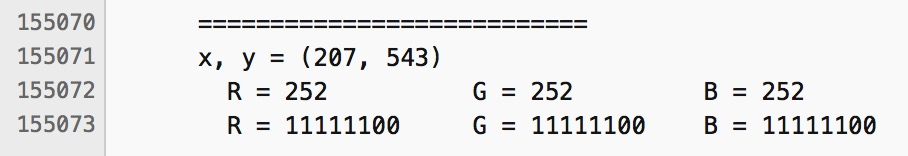 155070 ===========================
155071 x, y = (207, 543)
155072 R = 252 G = 252 B = 252
155073 R = 11111100 G = 11111100 B = 11111100